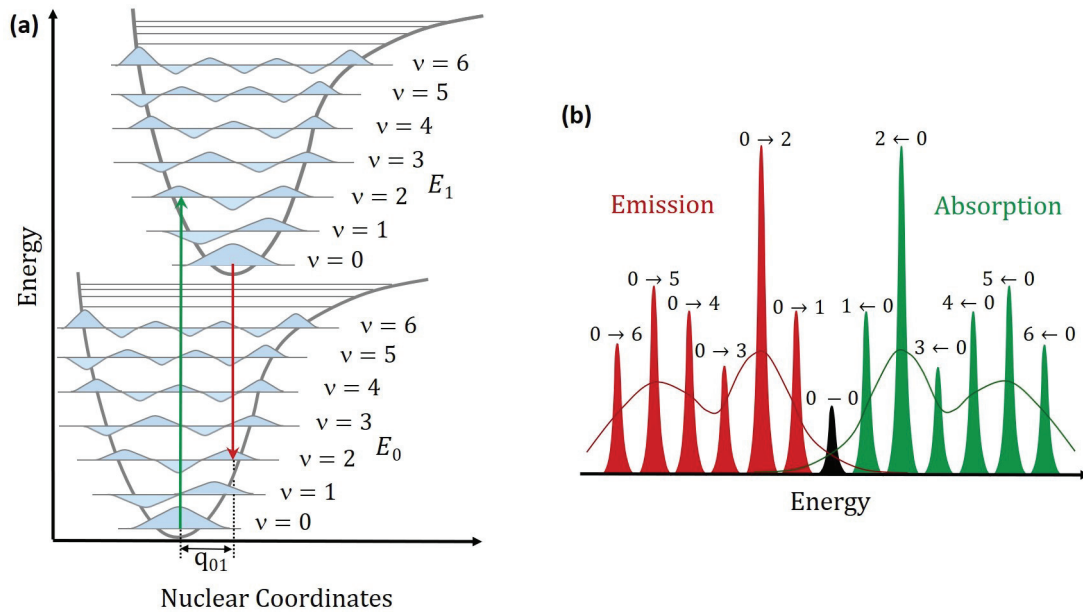 (a)
Energy
ν = 6
ν = 5
ν = 4
ν = 3
ν = 2
E₁
ν = 1
ν = 0
ν = 6
ν = 5
ν = 4
ν = 3
E₀
ν = 2
ν = 1
ν = 0
q₀₁
Nuclear Coordinates
(b)
0 → 2
2 ← 0
Emission
Absorption
0 → 5
5 ← 0
0 → 4
0 → 1
1 ← 0
4 ← 0
0 → 6
0 → 3
3 ← 0
6 ← 0
0 − 0
Energy